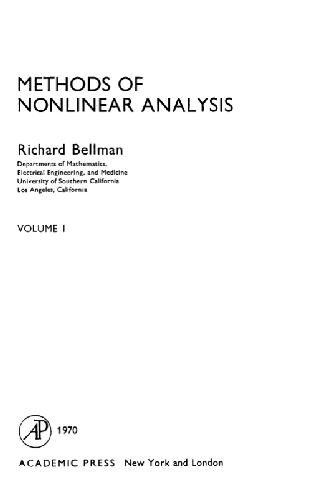 METHODS OF
NONLINEAR ANALYSIS
Richard Bellman
Departments of Mathematics,
Electrical Engineering, and Medicine
University of Southern California
Los Angeles, California
VOLUME I
AP 1970
ACADEMIC PRESS New York and London